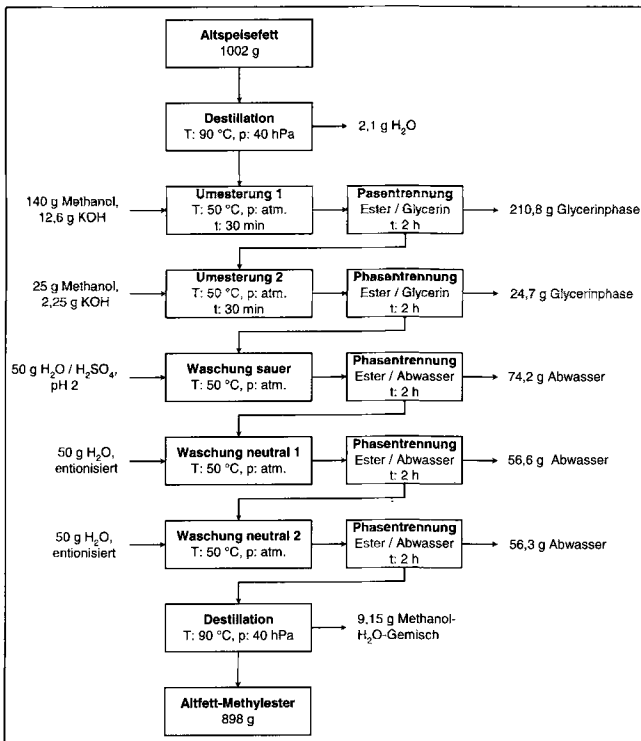 Altspeisefett
1002 g
Destillation
T: 90 °C, p: 40 hPa
2,1 g H₂O
140 g Methanol,
12,6 g KOH
Umesterung 1
T: 50 °C, p: atm.
t: 30 min
Pasentrennung
Ester / Glycerin
t: 2 h
210,8 g Glycerinphase
25 g Methanol,
2,25 g KOH
Umesterung 2
T: 50 °C, p: atm.
t: 30 min
Phasentrennung
Ester / Glycerin
t: 2 h
24,7 g Glycerinphase
50 g H₂O / H₂SO₄,
pH 2
Waschung sauer
T: 50 °C, p: atm.
Phasentrennung
Ester / Abwasser
t: 2 h
74,2 g Abwasser
50 g H₂O,
entionisiert
Waschung neutral 1
T: 50 °C, p: atm.
Phasentrennung
Ester / Abwasser
t: 2 h
56,6 g Abwasser
50 g H₂O,
entionisiert
Waschung neutral 2
T: 50 °C, p: atm.
Phasentrennung
Ester / Abwasser
t: 2 h
56,3 g Abwasser
Destillation
T: 90 °C, p: 40 hPa
9,15 g Methanol-
H₂O-Gemisch
Altfett-Methylester
898 g